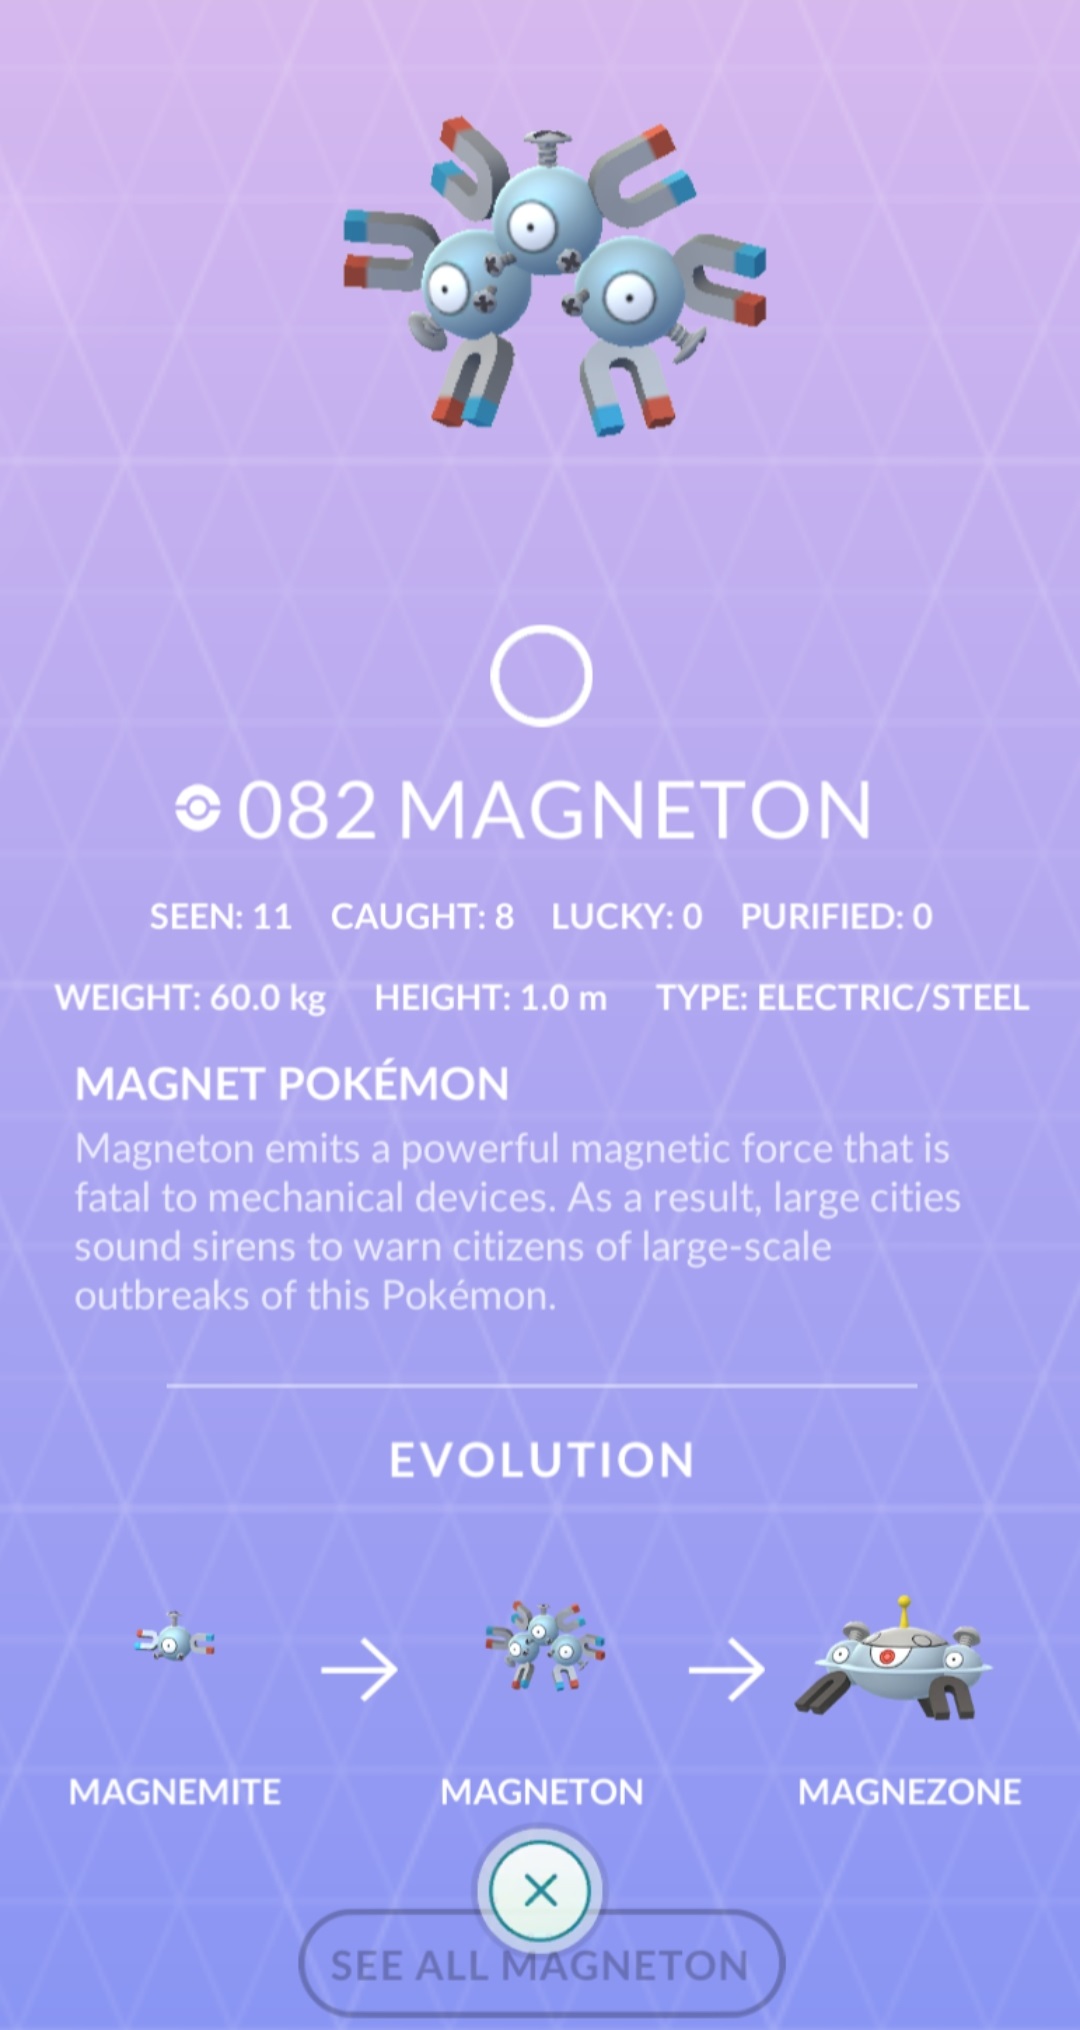 082 MAGNETON
SEEN: 11 CAUGHT: 8 LUCKY: 0 PURIFIED: 0
WEIGHT: 60.0 kg HEIGHT: 1.0 m TYPE: ELECTRIC/STEEL
MAGNET POKÉMON
Magneton emits a powerful magnetic force that is
fatal to mechanical devices. As a result, large cities
sound sirens to warn citizens of large-scale
outbreaks of this Pokémon.
EVOLUTION
MAGNEMITE MAGNETON MAGNEZONE
SEE ALL MAGNETON